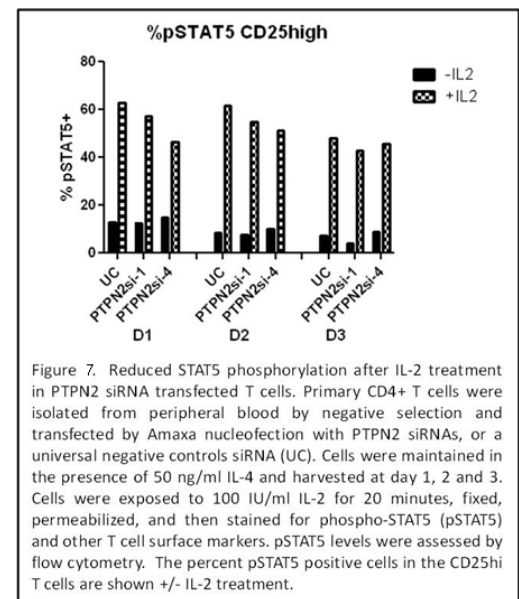 %pSTAT5 CD25high
-IL2
+IL2
% pSTAT5+
80
60
40
20
0
UC
PTPN2si-1
PTPN2si-4
UC
PTPN2si-1
PTPN2si-4
UC
PTPN2si-1
PTPN2si-4
D1
D2
D3
Figure 7. Reduced STAT5 phosphorylation after IL-2 treatment
in PTPN2 siRNA transfected T cells. Primary CD4+ T cells were
isolated from peripheral blood by negative selection and
transfected by Amaxa nucleofection with PTPN2 siRNAs, or a
universal negative controls siRNA (UC). Cells were maintained in
the presence of 50 ng/ml IL-4 and harvested at day 1, 2 and 3.
Cells were exposed to 100 IU/ml IL-2 for 20 minutes, fixed,
permeabilized, and then stained for phospho-STAT5 (pSTAT5)
and other T cell surface markers. pSTAT5 levels were assessed by
flow cytometry. The percent pSTAT5 positive cells in the CD25hi
T cells are shown +/- IL-2 treatment.